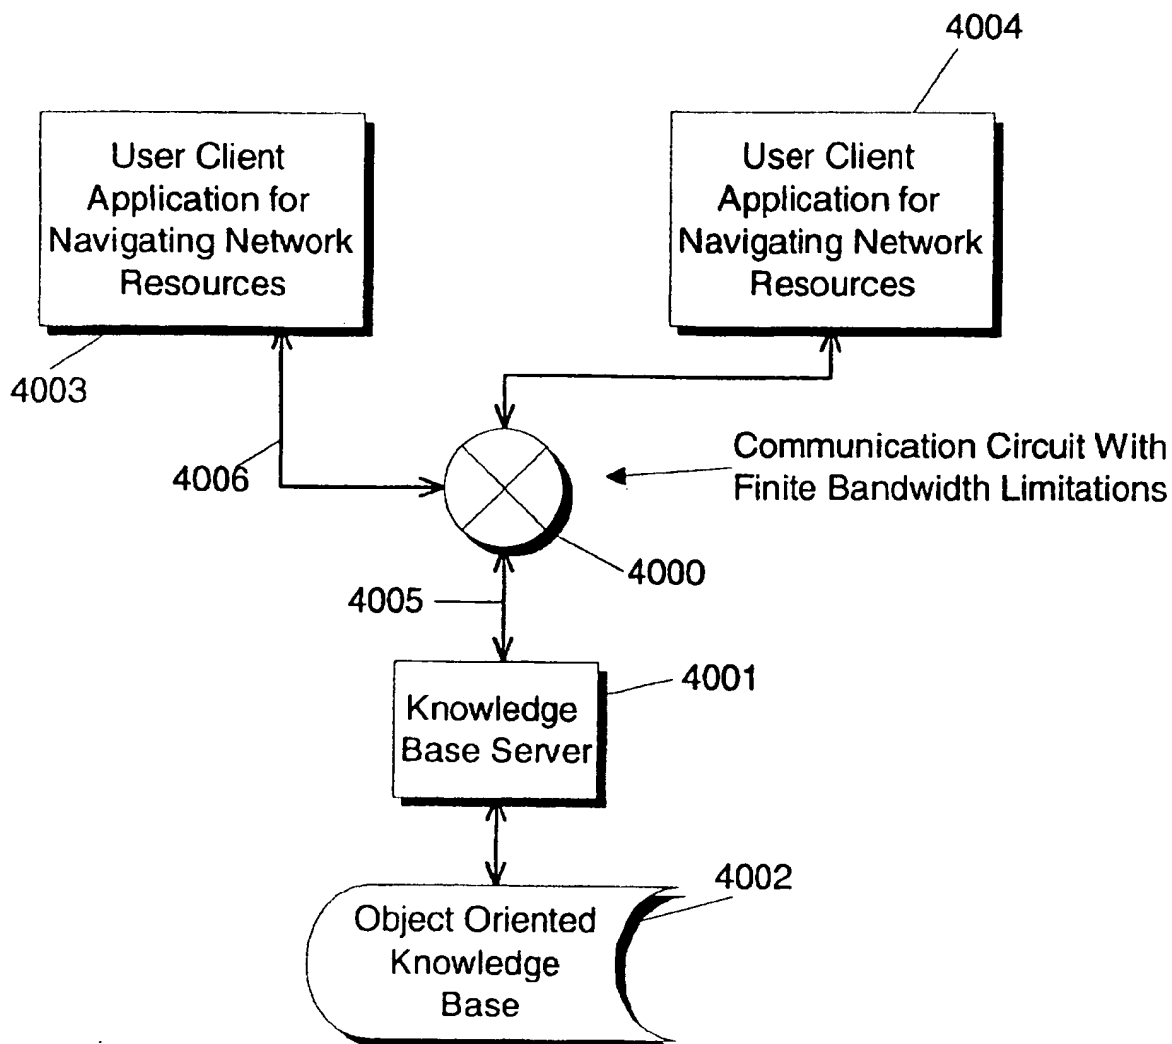 4004
User Client
Application for
Navigating Network
Resources
User Client
Application for
Navigating Network
Resources
4003
4006
Communication Circuit With
Finite Bandwidth Limitations
4000
4005
4001
Knowledge
Base Server
4002
Object Oriented
Knowledge
Base